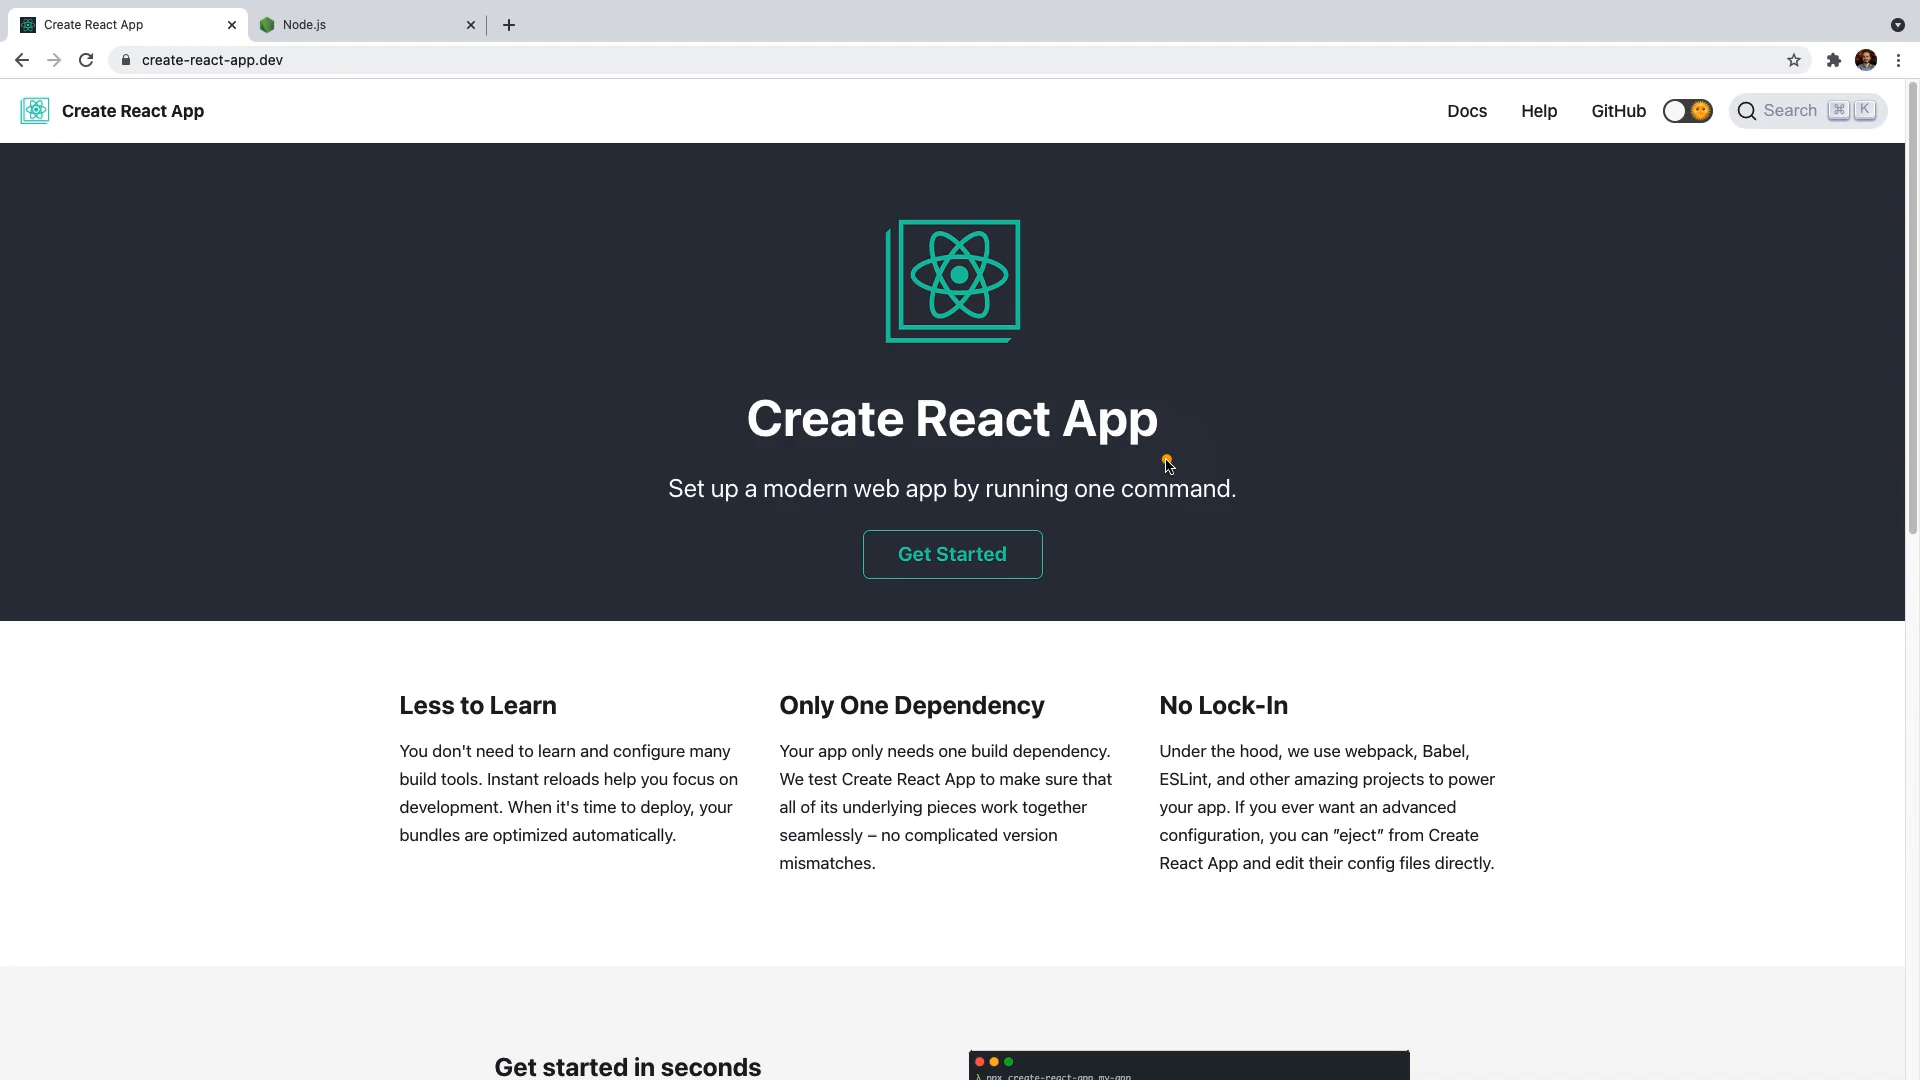 Create React App
Node.js
create-react-app.dev
Create React App
Docs
Help
GitHub
Search ⌘ K
Create React App
Set up a modern web app by running one command.
Get Started
Less to Learn
You don't need to learn and configure many
build tools. Instant reloads help you focus on
development. When it's time to deploy, your
bundles are optimized automatically.
Only One Dependency
Your app only needs one build dependency.
We test Create React App to make sure that
all of its underlying pieces work together
seamlessly – no complicated version
mismatches.
No Lock-In
Under the hood, we use webpack, Babel,
ESLint, and other amazing projects to power
your app. If you ever want an advanced
configuration, you can ”eject” from Create
React App and edit their config files directly.
Get started in seconds
λ npx create-react-app my-app